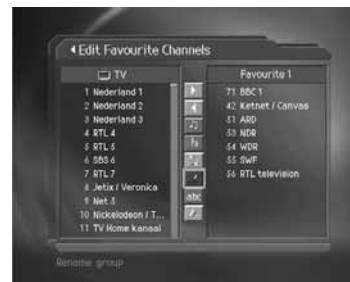 Edit Favourite Channels
TV
1 Nederland 1
2 Nederland 2
3 Nederland 3
4 RTL 4
5 RTL 5
6 SBS 6
7 RTL 7
8 Jetix / Veronica
9 Net 5
10 Nickelodeon / T...
11 TV Home kanaal
abc
Favourite 1
71 BBC 1
42 Ketnet / Canvas
51 ARD
53 NDR
54 WDR
55 SWF
56 RTL television
Rename group